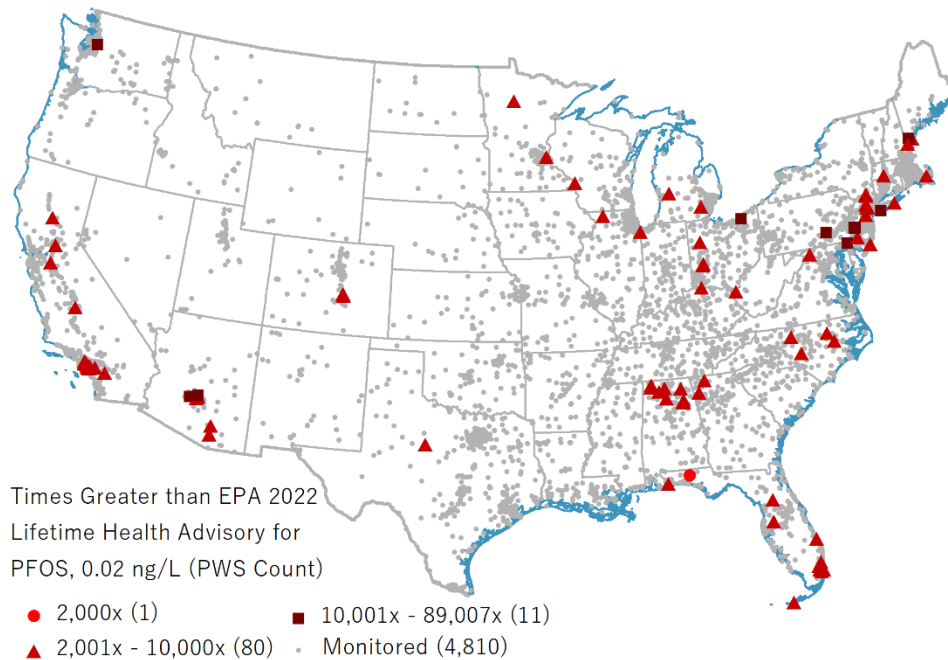 Times Greater than EPA 2022
Lifetime Health Advisory for
PFOS, 0.02 ng/L (PWS Count)
2,000x (1)
10,001x - 89,007x (11)
2,001x - 10,000x (80)
Monitored (4,810)